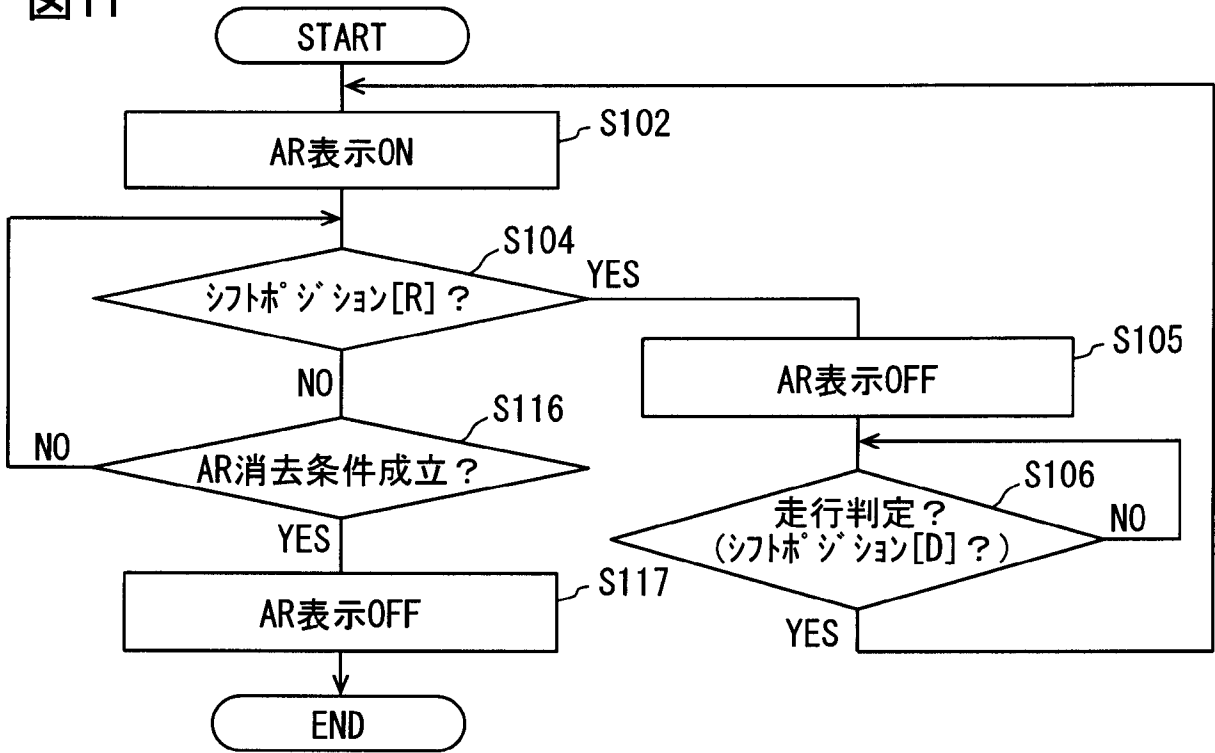 図11
START
AR表示ON
S102
シフトポジション[R]?
S104
YES
NO
AR表示OFF
S105
AR消去条件成立?
S116
NO
YES
走行判定?
(シフトポジション[D]?)
S106
NO
YES
AR表示OFF
S117
END